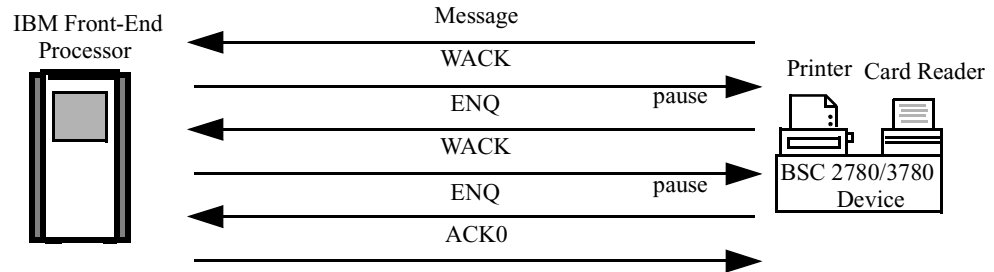 IBM Front-End
Processor
Message
WACK
pause
ENQ
WACK
pause
ENQ
ACK0
Printer
Card Reader
BSC 2780/3780
Device